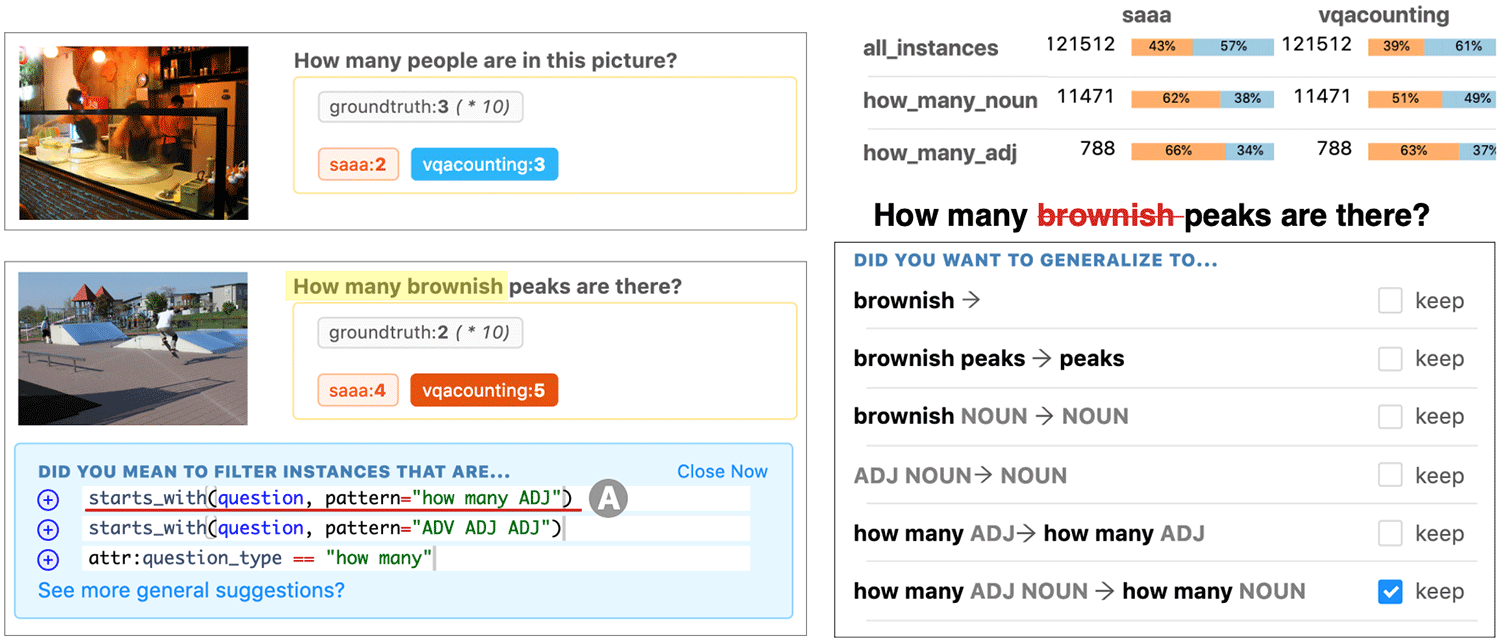 How many people are in this picture?
groundtruth:3 ( * 10)
saaa:2 vqacounting:3
How many brownish peaks are there?
groundtruth:2 ( * 10)
saaa:4 vqacounting:5
DID YOU MEAN TO FILTER INSTANCES THAT ARE... Close Now
starts_with(question, pattern="how many ADJ") A
starts_with(question, pattern="ADV ADJ ADJ")
attr:question_type == "how many"
See more general suggestions?
saaa vqacounting
all_instances 121512 43% 57% 121512 39% 61%
how_many_noun 11471 62% 38% 11471 51% 49%
how_many_adj 788 66% 34% 788 63% 37%
How many brownish peaks are there?
DID YOU WANT TO GENERALIZE TO...
brownish → keep
brownish peaks → peaks keep
brownish NOUN → NOUN keep
ADJ NOUN→ NOUN keep
how many ADJ→ how many ADJ keep
how many ADJ NOUN → how many NOUN keep